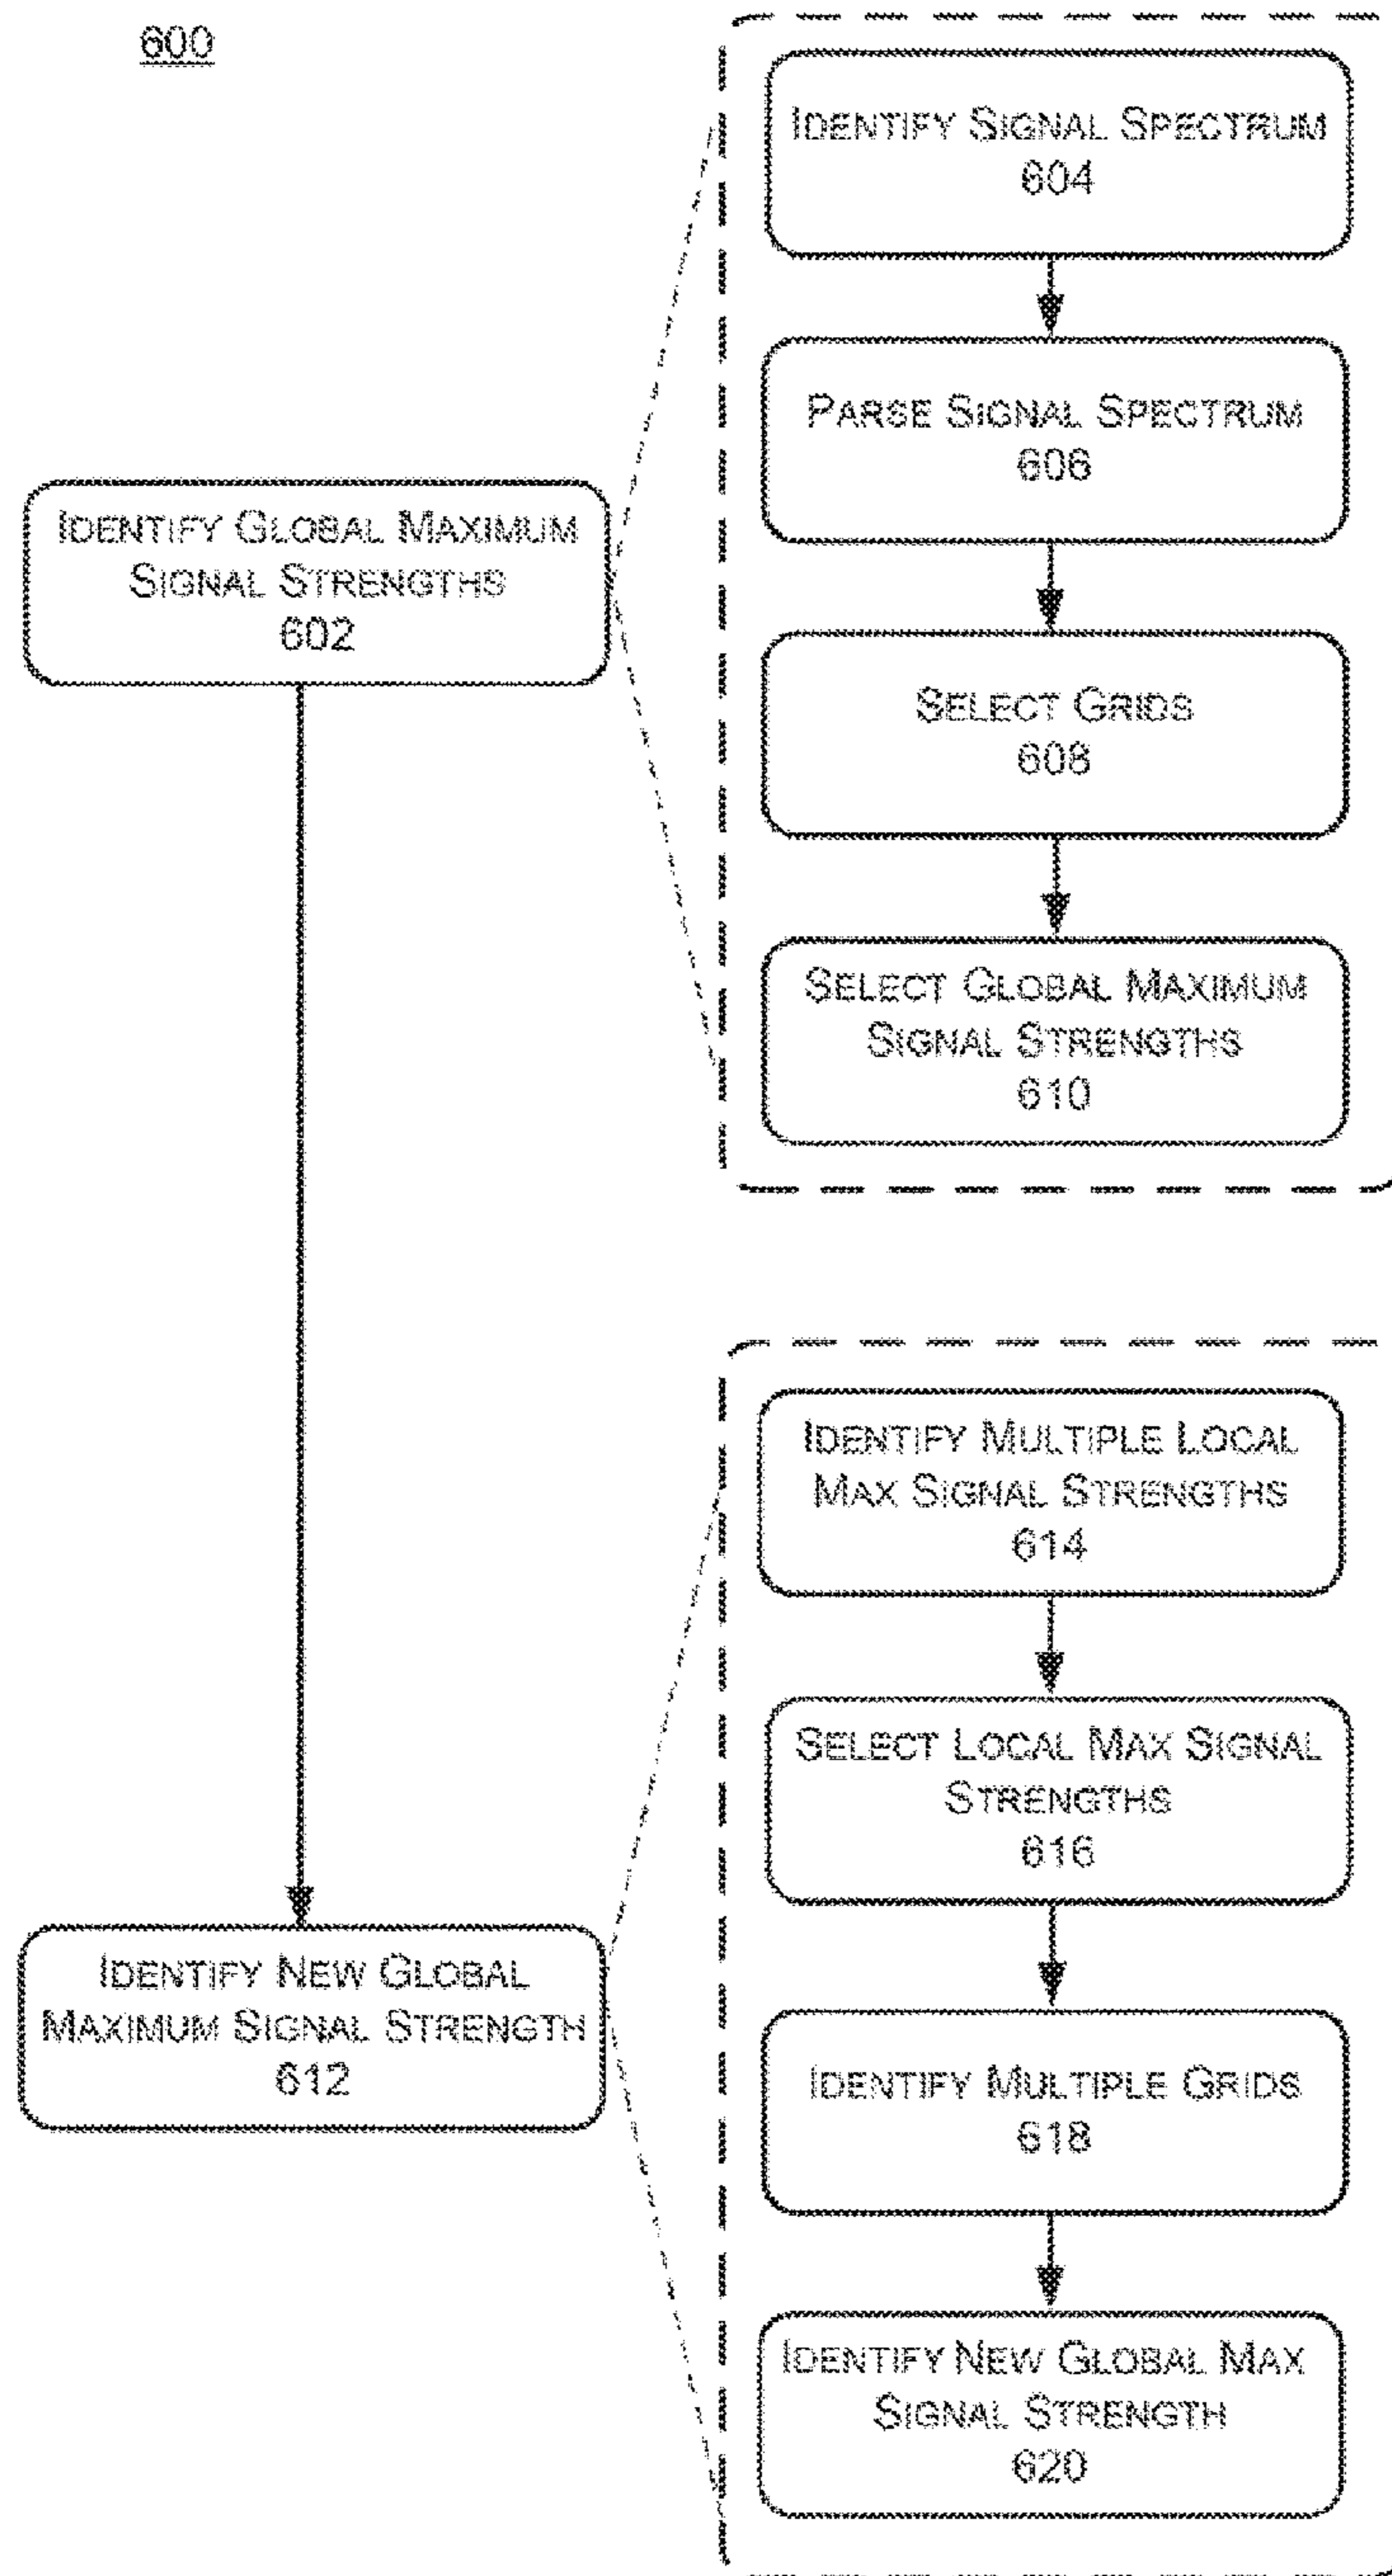 600
IDENTIFY SIGNAL SPECTRUM
604
PARSE SIGNAL SPECTRUM
606
SELECT GRIDS
608
SELECT GLOBAL MAXIMUM
SIGNAL STRENGTHS
610
IDENTIFY GLOBAL MAXIMUM
SIGNAL STRENGTHS
602
IDENTIFY MULTIPLE LOCAL
MAX SIGNAL STRENGTHS
614
SELECT LOCAL MAX SIGNAL
STRENGTHS
616
IDENTIFY MULTIPLE GRIDS
618
IDENTIFY NEW GLOBAL MAX
SIGNAL STRENGTH
620
IDENTIFY NEW GLOBAL
MAXIMUM SIGNAL STRENGTH
612